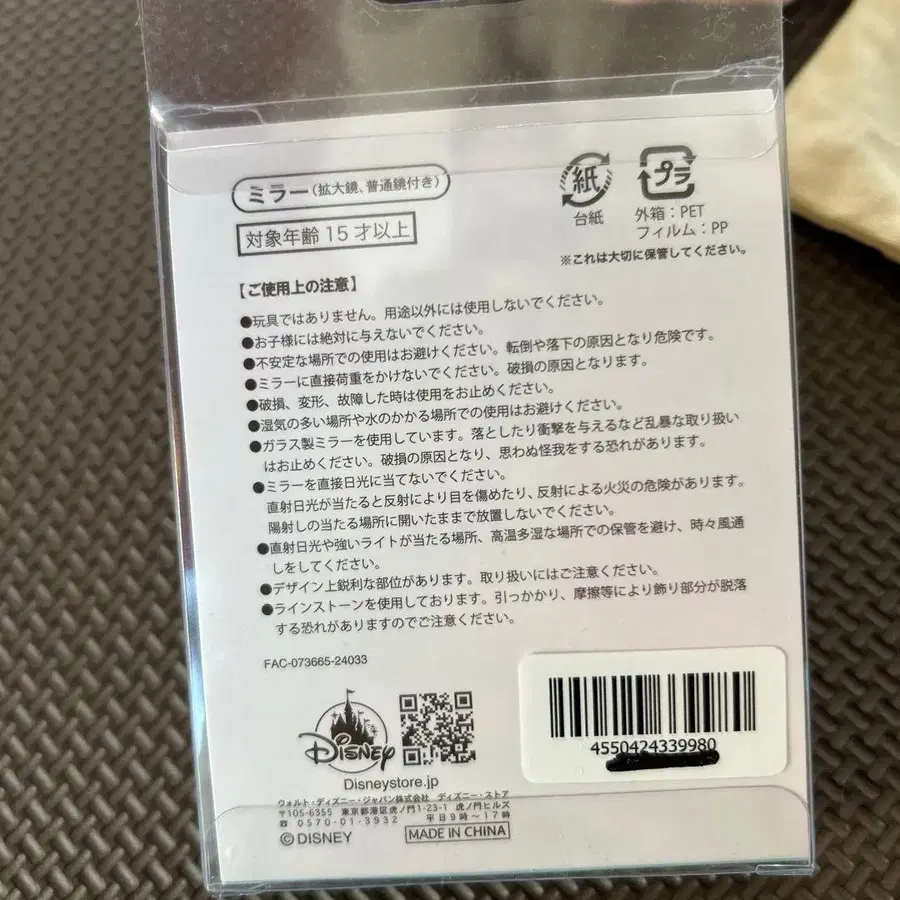 ミラー(拡大鏡、普通鏡付き)
対象年齢 15 才以上
紙
台紙
プラ
外箱:PET
フィルム:PP
※これは大切に保管してください。
【ご使用上の注意】
●玩具ではありません。用途以外には使用しないでください。
●お子様には絶対に与えないでください。
●不安定な場所での使用はお避けください。転倒や落下の原因となり危険です。
●ミラーに直接荷重をかけないでください。破損の原因となります。
●破損、変形、故障した時は使用をお止めください。
●湿気の多い場所や水のかかる場所での使用はお避けください。
●ガラス製ミラーを使用しています。落としたり衝撃を与えるなど乱暴な取り扱い
はお止めください。破損の原因となり、思わぬ怪我をする恐れがあります。
●ミラーを直接日光に当てないでください。
直射日光が当たると反射により目を傷めたり、反射による火災の危険があります。
陽射しの当たる場所に開いたままで放置しないでください。
●直射日光や強いライトが当たる場所、高温多湿な場所での保管を避け、時々風通
しをしてください。
●デザイン上鋭利な部位があります。取り扱いにはご注意ください。
●ラインストーンを使用しております。引っかかり、摩擦等により飾り部分が脱落
する恐れがありますのでご注意ください。
FAC-073665-24033
DISNEY
Disneystore.jp
ウォルト・ディズニー・ジャパン株式会社 ディズニー・ストア
〒105-6355 東京都港区虎ノ門1-23-1 虎ノ門ヒルズ
☎ 0570-01-3932 平日9時~17時
©DISNEY
MADE IN CHINA
4550424339980